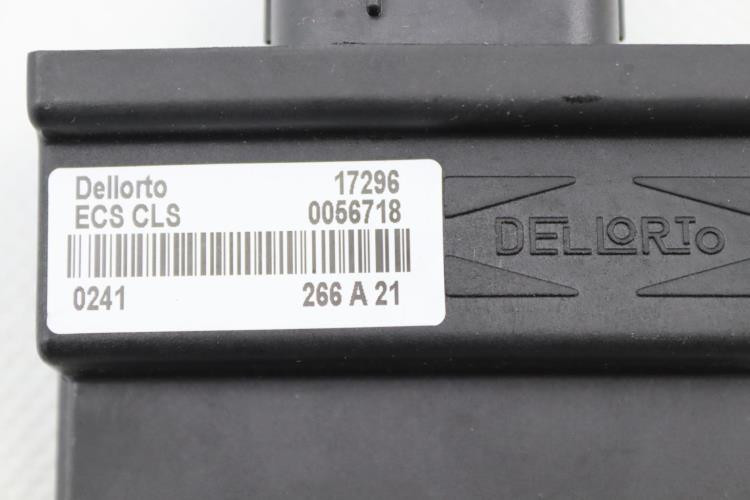 Dellorto 17296
ECS CLS 0056718
0241 266 A 21
DELLORTO